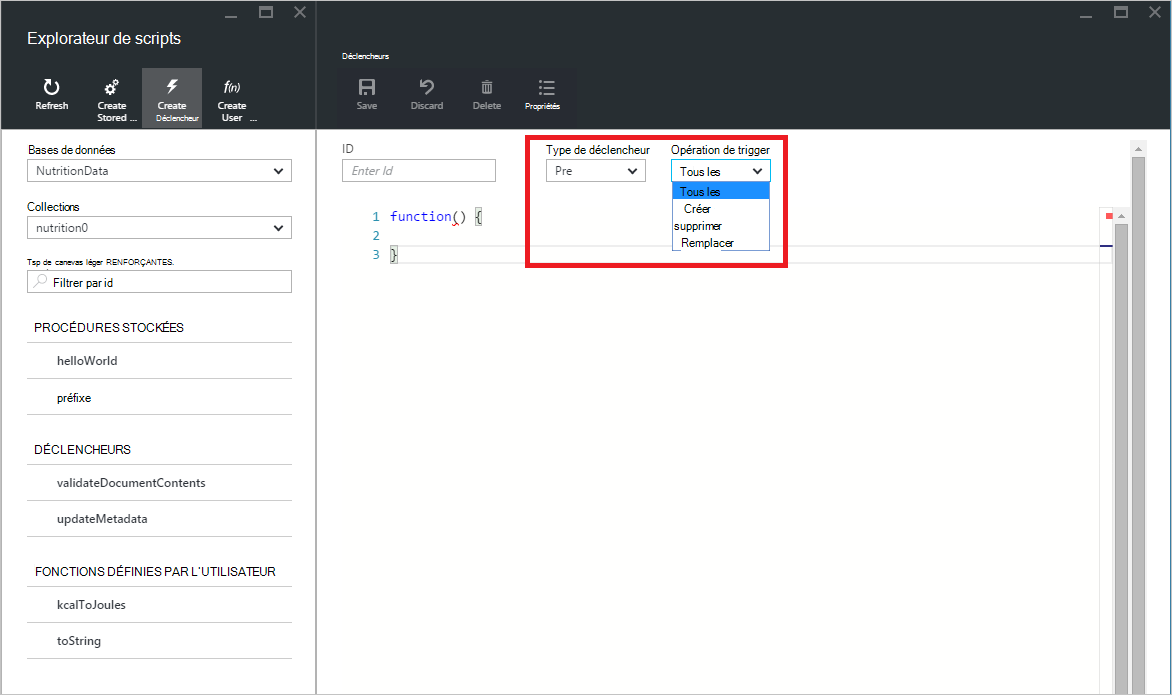 Explorateur de scripts
Refresh
Create
Stored ...
Create
Déclencheur
f(n)
Create
User ...
Bases de données
NutritionData
Collections
nutrition0
Tsp de canevas léger RENFORÇANTES.
Filtrer par id
PROCÉDURES STOCKÉES
helloWorld
préfixe
DÉCLENCHEURS
validateDocumentContents
updateMetadata
FONCTIONS DÉFINIES PAR L'UTILISATEUR
kcalToJoules
toString
Déclencheurs
Save
Discard
Delete
Propriétés
ID
Enter Id
Type de déclencheur
Pre
Opération de trigger
Tous les
Tous les
Créer
supprimer
Remplacer
1 function() {
2
3 }